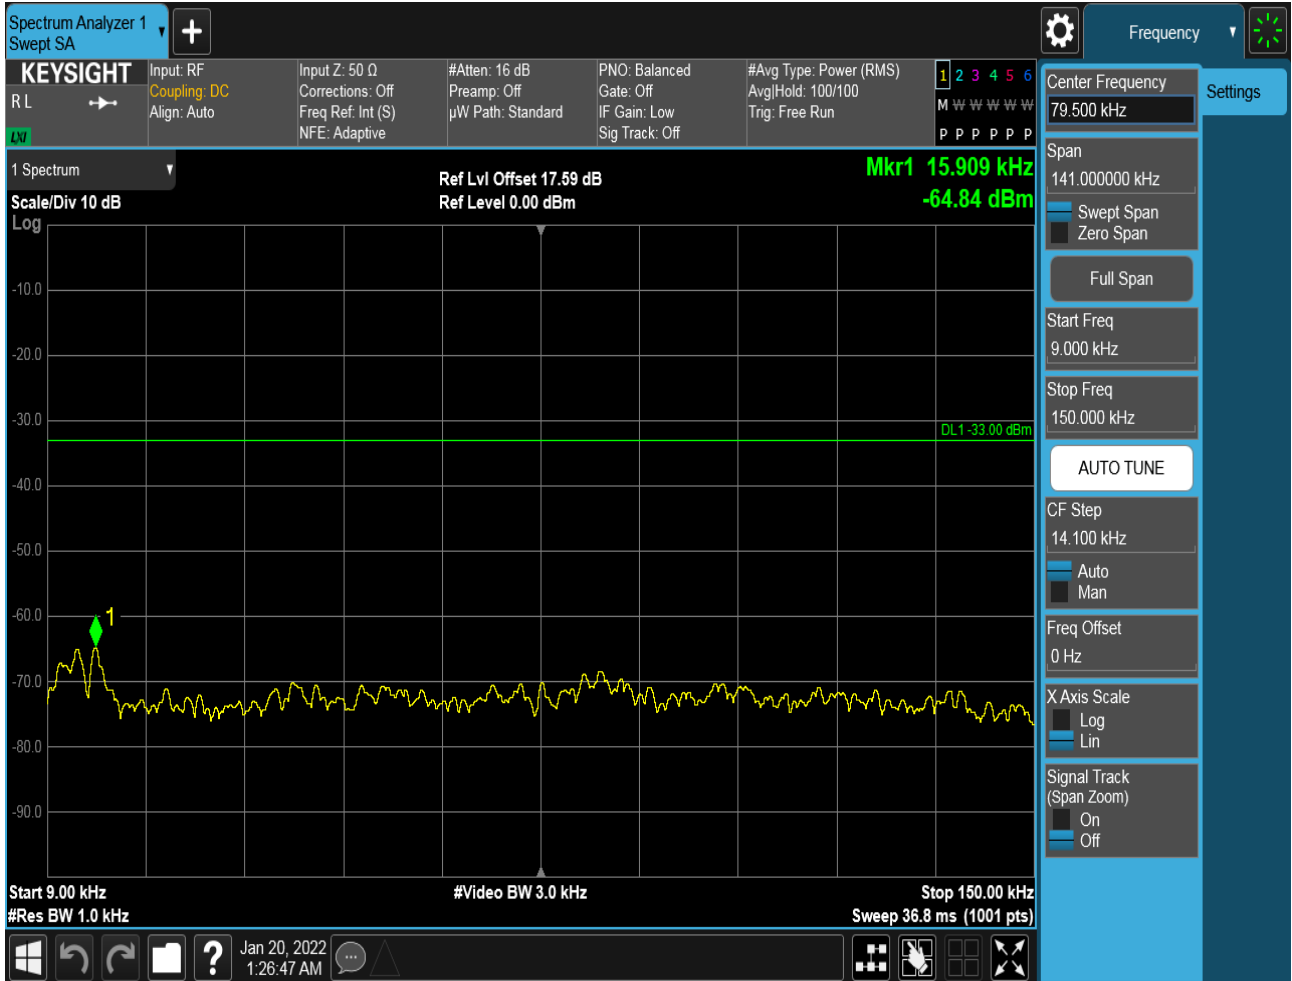 Spectrum Analyzer 1
Swept SA
Frequency
KEYSIGHT
R L
LXI
Input: RF
Coupling: DC
Align: Auto
Input Z: 50 Ω
Corrections: Off
Freq Ref: Int (S)
NFE: Adaptive
#Atten: 16 dB
Preamp: Off
µW Path: Standard
PNO: Balanced
Gate: Off
IF Gain: Low
Sig Track: Off
#Avg Type: Power (RMS)
Avg|Hold: 100/100
Trig: Free Run
1 2 3 4 5 6
M W W W W W
P P P P P P
1 Spectrum
Scale/Div 10 dB
Log
Ref Lvl Offset 17.59 dB
Ref Level 0.00 dBm
Mkr1 15.909 kHz
-64.84 dBm
-10.0
-20.0
-30.0
DL1 -33.00 dBm
-40.0
-50.0
-60.0
1
-70.0
-80.0
-90.0
Start 9.00 kHz
#Video BW 3.0 kHz
Stop 150.00 kHz
#Res BW 1.0 kHz
Sweep 36.8 ms (1001 pts)
Jan 20, 2022
1:26:47 AM
Settings
Center Frequency
79.500 kHz
Span
141.000000 kHz
Swept Span
Zero Span
Full Span
Start Freq
9.000 kHz
Stop Freq
150.000 kHz
AUTO TUNE
CF Step
14.100 kHz
Auto
Man
Freq Offset
0 Hz
X Axis Scale
Log
Lin
Signal Track
(Span Zoom)
On
Off